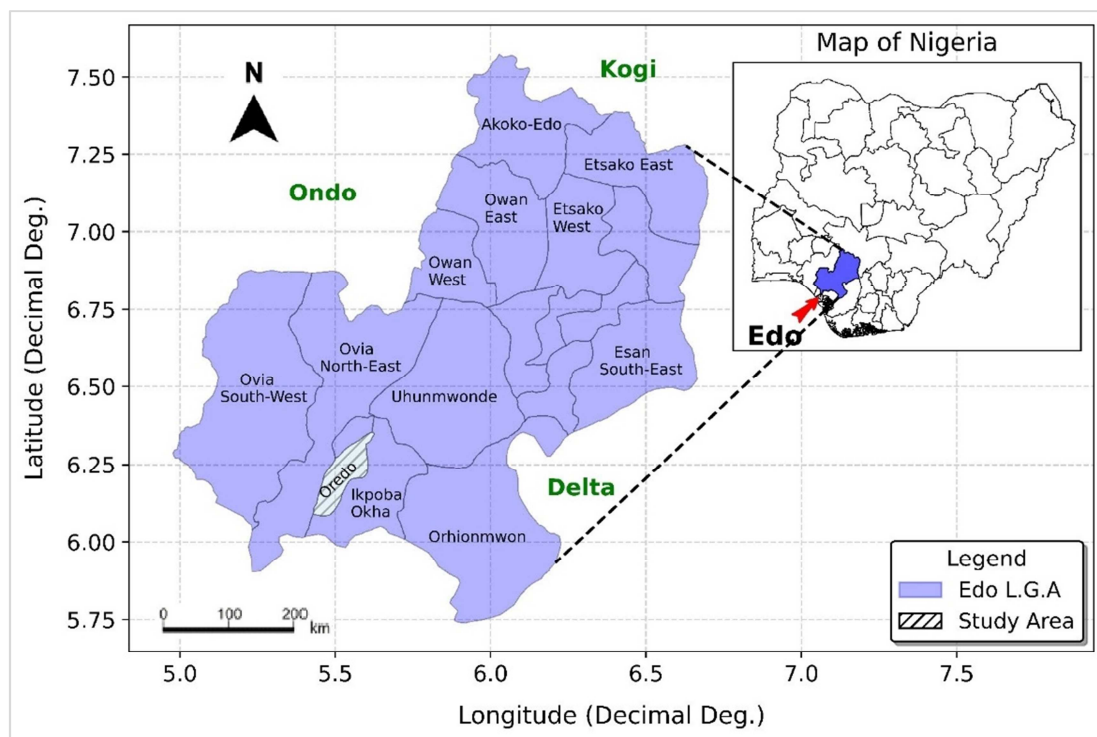 Map of Nigeria
Kogi
N
7.50
Akoko-Edo
7.25
Etsako East
Ondo
Owan
East
Etsako
West
7.00
Owan
West
6.75
Edo
Ovia
North-East
Esan
South-East
Ovia
South-West
Uhunmwonde
6.50
6.25
Oredo
Ikpoba
Okha
Delta
Orhionmwon
6.00
Legend
Edo L.G.A
Study Area
0 100 200
km
5.75
5.0 5.5 6.0 6.5 7.0 7.5
Longitude (Decimal Deg.)
Latitude (Decimal Deg.)